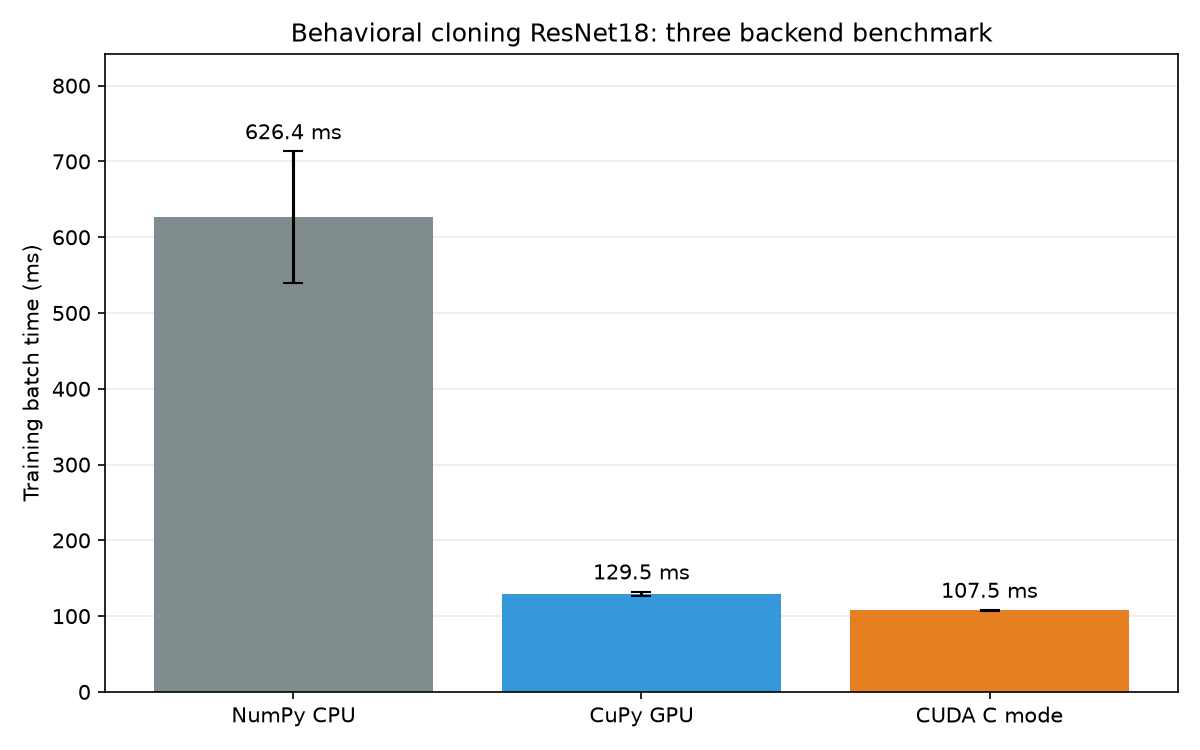 Behavioral cloning ResNet18: three backend benchmark
Training batch time (ms)
800
700
600
500
400
300
200
100
0
626.4 ms
129.5 ms
107.5 ms
NumPy CPU
CuPy GPU
CUDA C mode